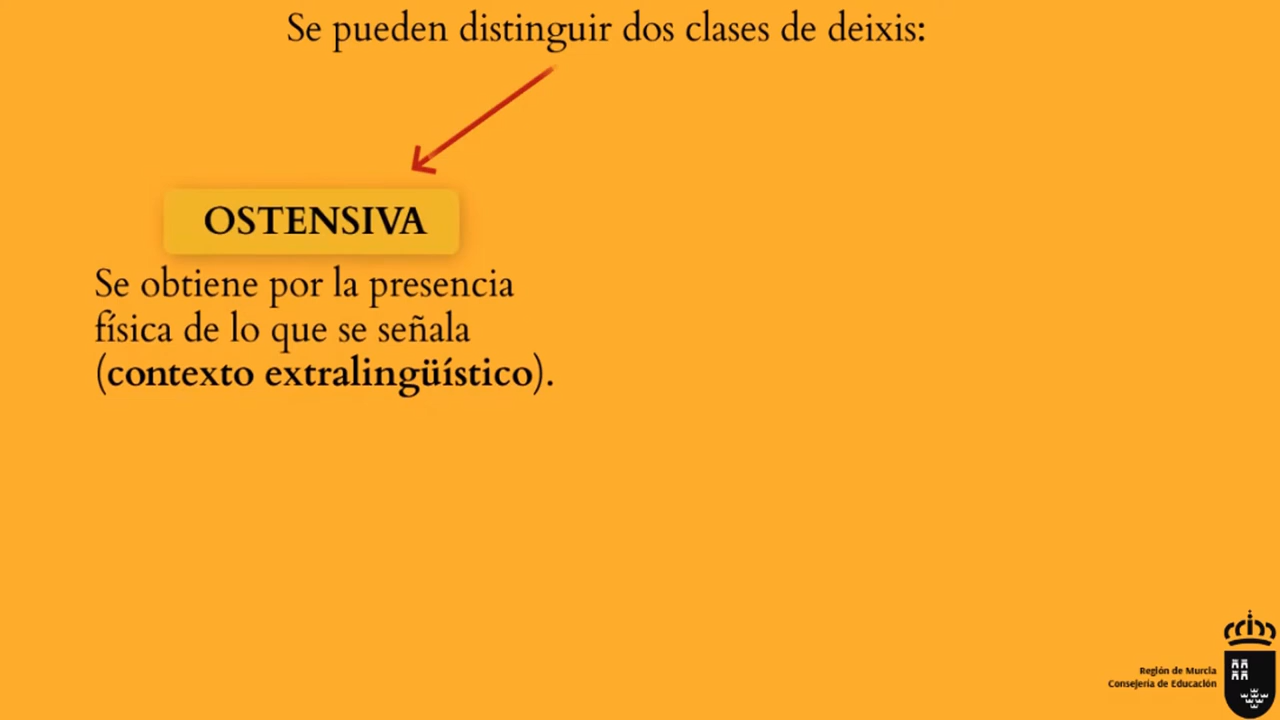 Se pueden distinguir dos clases de deixis:
OSTENSIVA
Se obtiene por la presencia
física de lo que se señala
(contexto extralingüístico).
Región de Murcia
Consejería de Educación